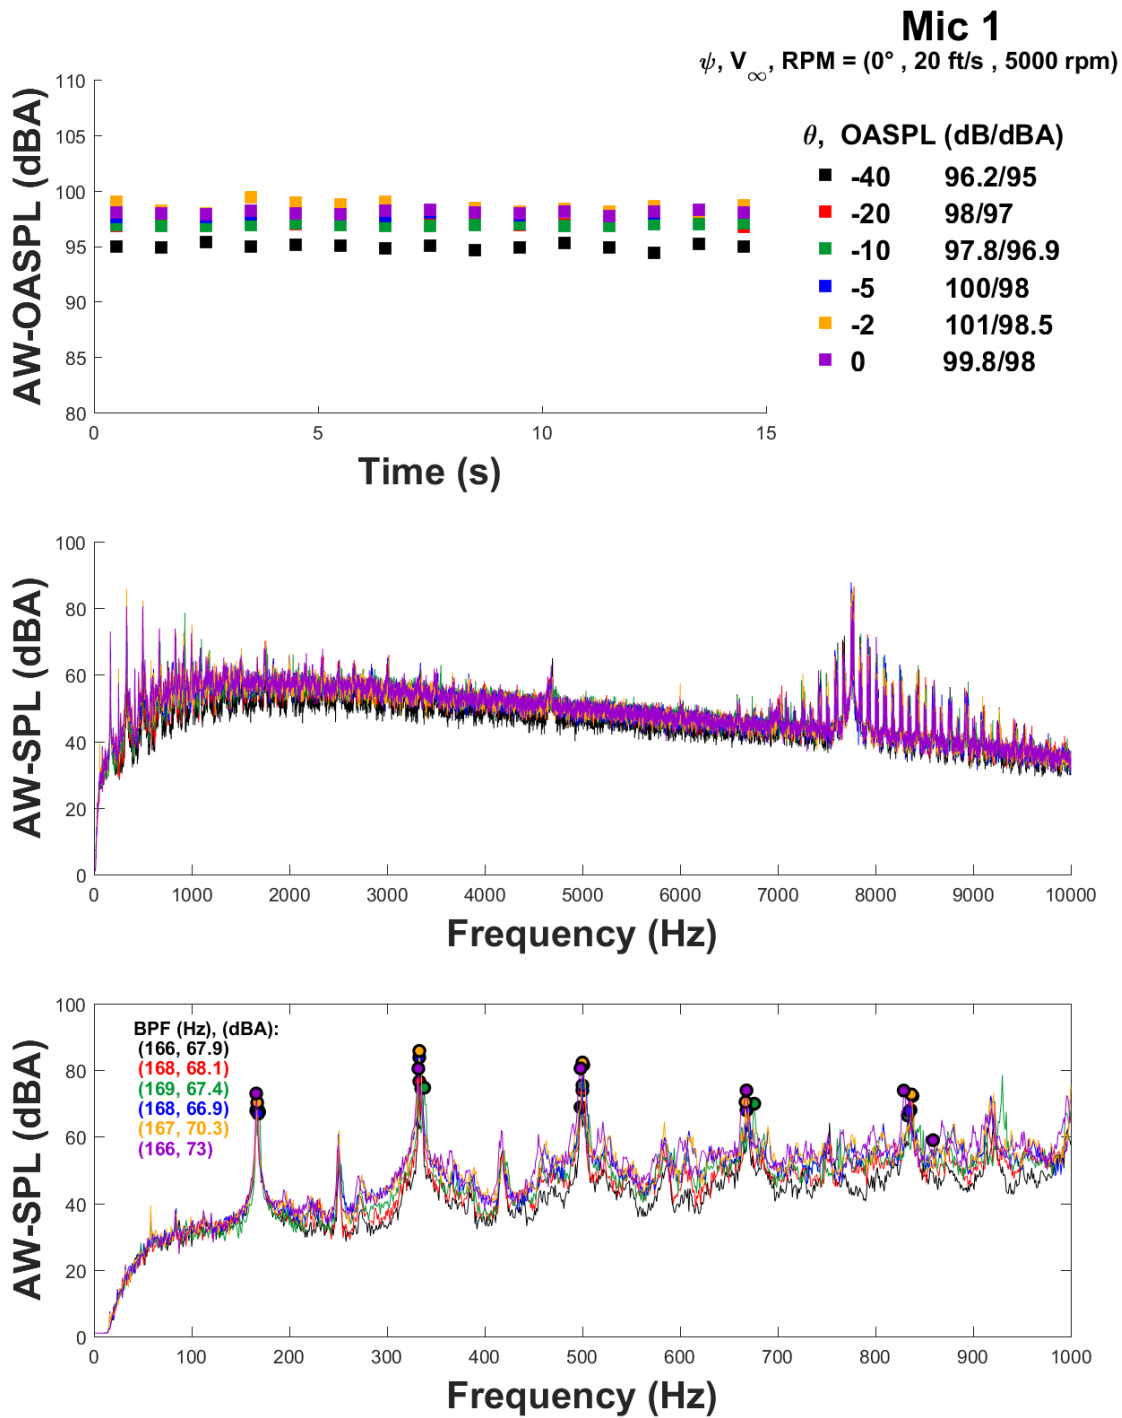 Mic 1
ψ, V∞, RPM = (0° , 20 ft/s , 5000 rpm)
θ, OASPL (dB/dBA)
-40 96.2/95
-20 98/97
-10 97.8/96.9
-5 100/98
-2 101/98.5
0 99.8/98
AW-OASPL (dBA)
110
105
100
95
90
85
80
0 5 10 15
Time (s)
AW-SPL (dBA)
100
80
60
40
20
0
0 1000 2000 3000 4000 5000 6000 7000 8000 9000 10000
Frequency (Hz)
AW-SPL (dBA)
100
80
60
40
20
0
BPF (Hz), (dBA):
(166, 67.9)
(168, 68.1)
(169, 67.4)
(168, 66.9)
(167, 70.3)
(166, 73)
0 100 200 300 400 500 600 700 800 900 1000
Frequency (Hz)